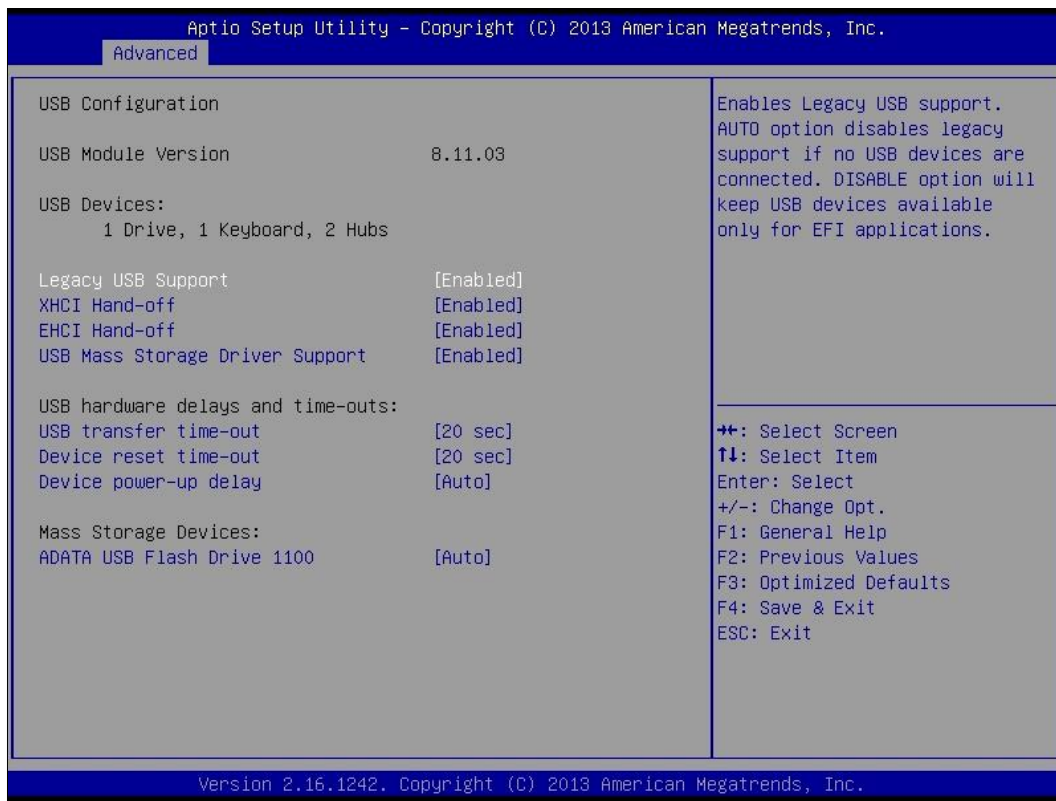 Aptio Setup Utility - Copyright (C) 2013 American Megatrends, Inc.
Advanced
USB Configuration
USB Module Version 8.11.03
USB Devices:
1 Drive, 1 Keyboard, 2 Hubs
Legacy USB Support [Enabled]
XHCI Hand-off [Enabled]
EHCI Hand-off [Enabled]
USB Mass Storage Driver Support [Enabled]
USB hardware delays and time-outs:
USB transfer time-out [20 sec]
Device reset time-out [20 sec]
Device power-up delay [Auto]
Mass Storage Devices:
ADATA USB Flash Drive 1100 [Auto]
Enables Legacy USB support.
AUTO option disables legacy
support if no USB devices are
connected. DISABLE option will
keep USB devices available
only for EFI applications.
→←: Select Screen
↑↓: Select Item
Enter: Select
+/-: Change Opt.
F1: General Help
F2: Previous Values
F3: Optimized Defaults
F4: Save & Exit
ESC: Exit
Version 2.16.1242. Copyright (C) 2013 American Megatrends, Inc.